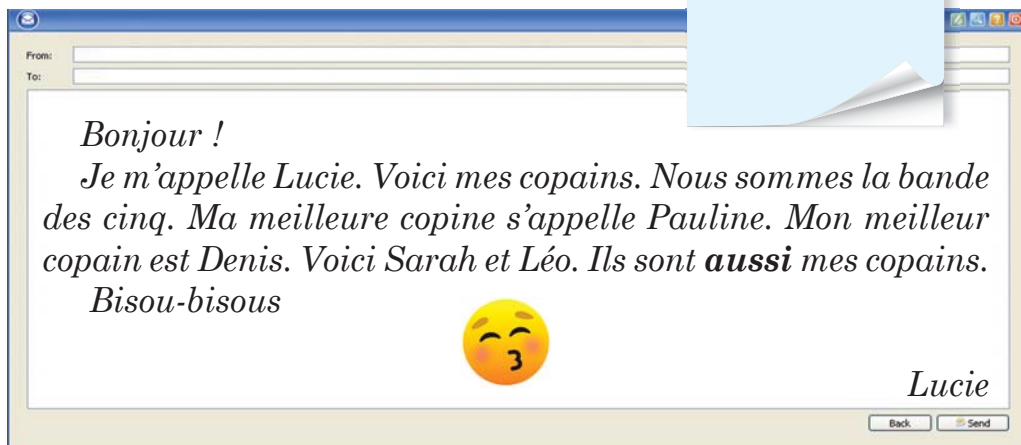 From:
To:
Bonjour !
Je m’appelle Lucie. Voici mes copains. Nous sommes la bande
des cinq. Ma meilleure copine s’appelle Pauline. Mon meilleur
copain est Denis. Voici Sarah et Léo. Ils sont aussi mes copains.
Bisou-bisous
Lucie
Back Send